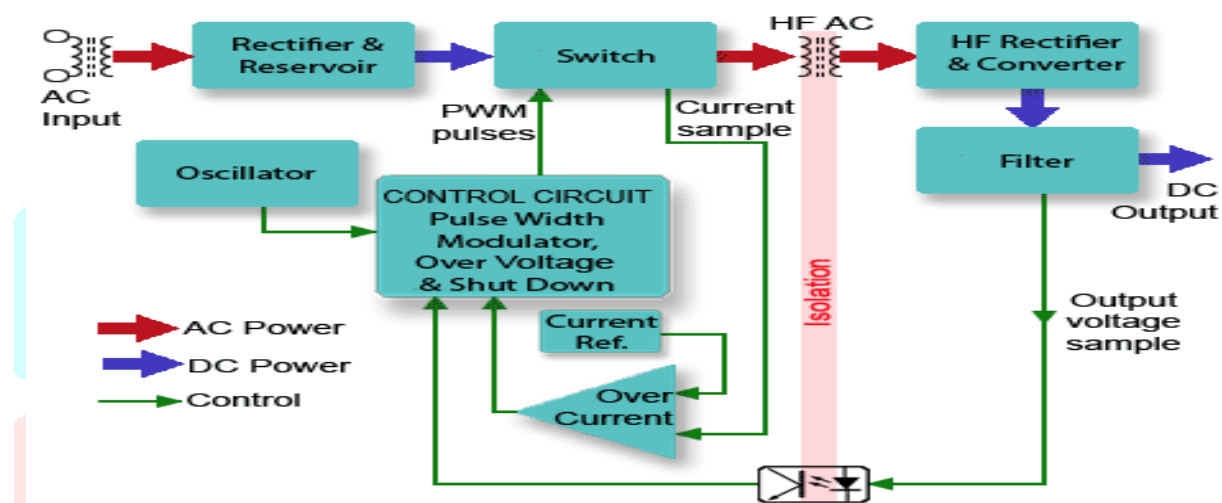 HF AC
Rectifier &
Reservoir
Switch
HF Rectifier
& Converter
AC
Input
PWM
pulses
Current
sample
Oscillator
CONTROL CIRCUIT
Pulse Width
Modulator,
Over Voltage
& Shut Down
Filter
DC
Output
Isolation
AC Power
DC Power
Control
Current
Ref.
Over
Current
Output
voltage
sample